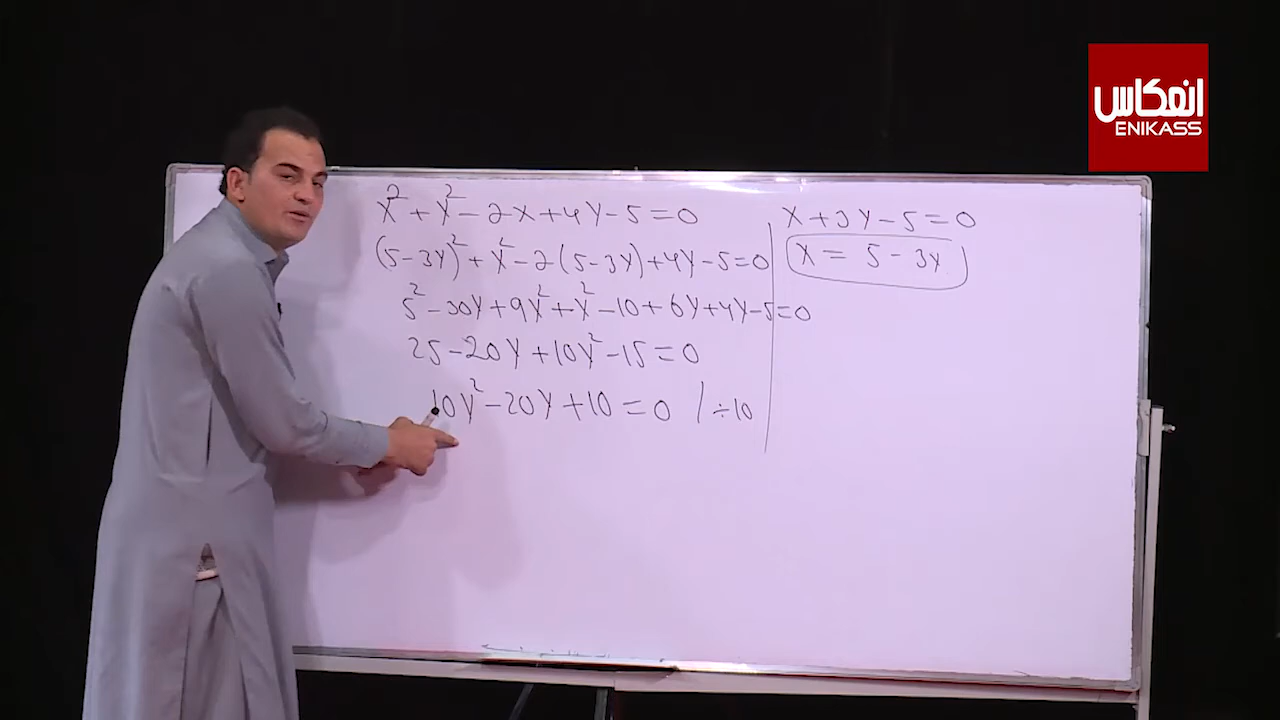 انعکاس
ENIKASS
x² + y² - 2x + 4y - 5 = 0
(5 - 3y)² + y² - 2(5 - 3y) + 4y - 5 = 0
5² - 30y + 9y² + y² - 10 + 6y + 4y - 5 = 0
25 - 20y + 10y² - 15 = 0
10y² - 20y + 10 = 0 / ÷10
x + 3y - 5 = 0
x = 5 - 3y